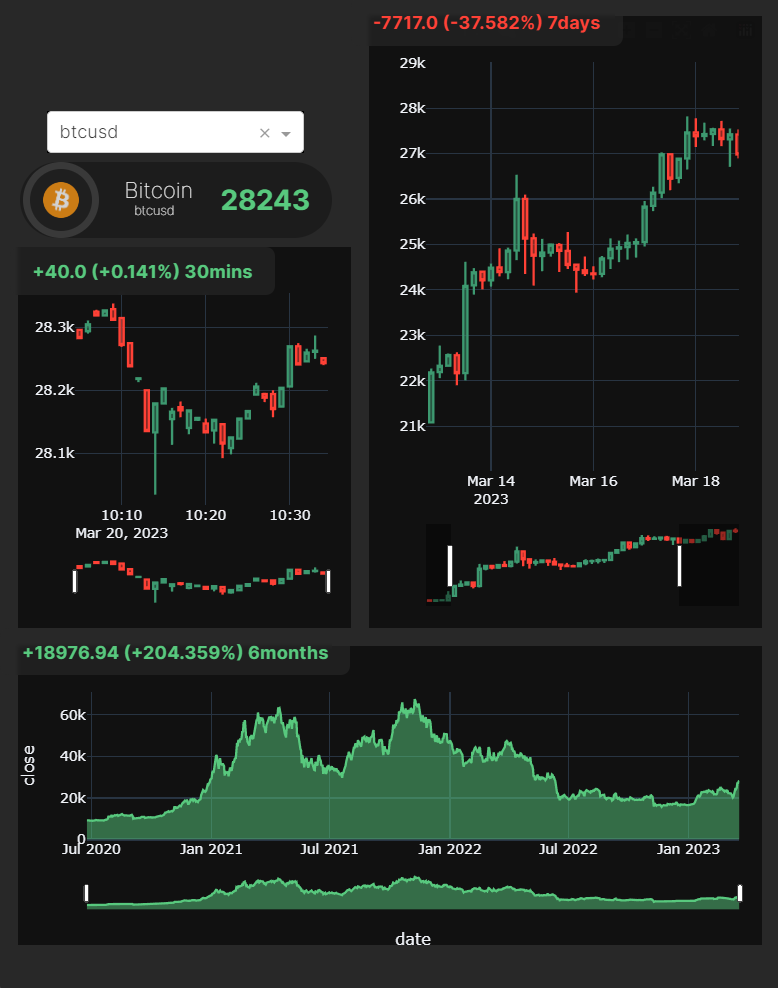 btcusd
Bitcoin
btcusd
28243
+40.0 (+0.141%) 30mins
28.3k
28.2k
28.1k
10:10 10:20 10:30
Mar 20, 2023
-7717.0 (-37.582%) 7days
29k
28k
27k
26k
25k
24k
23k
22k
21k
Mar 14 Mar 16 Mar 18
2023
+18976.94 (+204.359%) 6months
close
60k
40k
20k
0
Jul 2020 Jan 2021 Jul 2021 Jan 2022 Jul 2022 Jan 2023
date